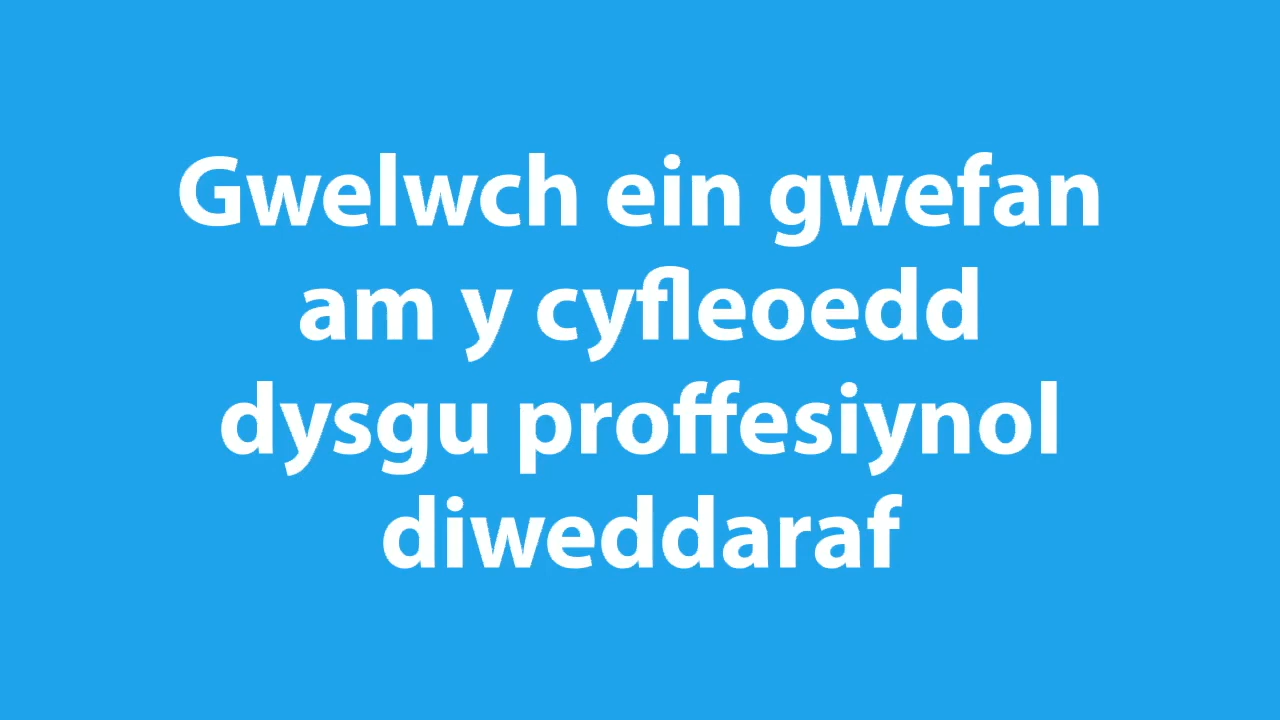 Gwelwch ein gwefan
am y cyfleoedd
dysgu proffesiynol
diweddaraf